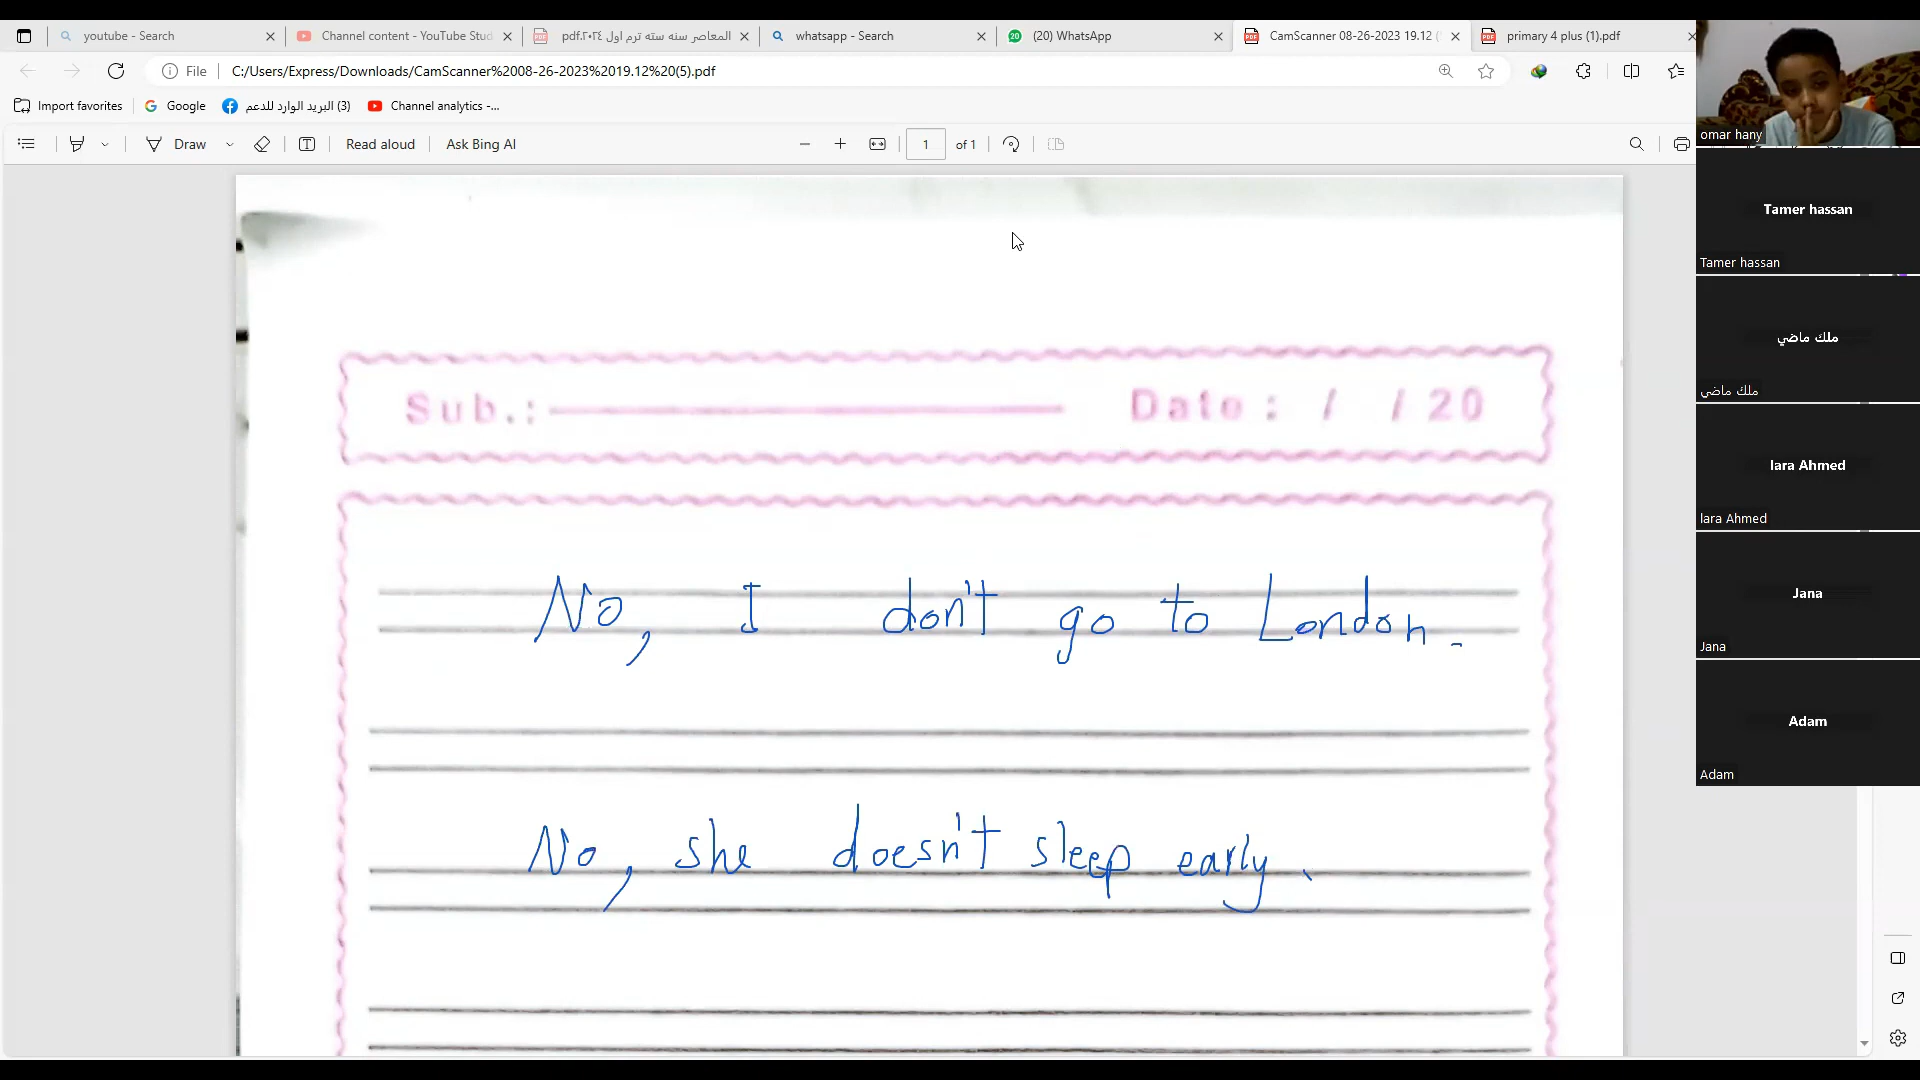 youtube - Search
Channel content - YouTube Stud
المعاصر سنه سته ترم اول ٢٠٢٤.pdf
whatsapp - Search
(20) WhatsApp
CamScanner 08-26-2023 19.12 (
primary 4 plus (1).pdf
File
C:/Users/Express/Downloads/CamScanner%2008-26-2023%2019.12%20(5).pdf
Import favorites
Google
(3) البريد الوارد للدعم
Channel analytics -...
Draw
Read aloud
Ask Bing AI
1 of 1
Sub.:
Date: / /20
No, I don't go to London.
No, she doesn't sleep early.
omar hany
Tamer hassan
Tamer hassan
ملك ماضي
ملك ماضي
lara Ahmed
lara Ahmed
Jana
Jana
Adam
Adam